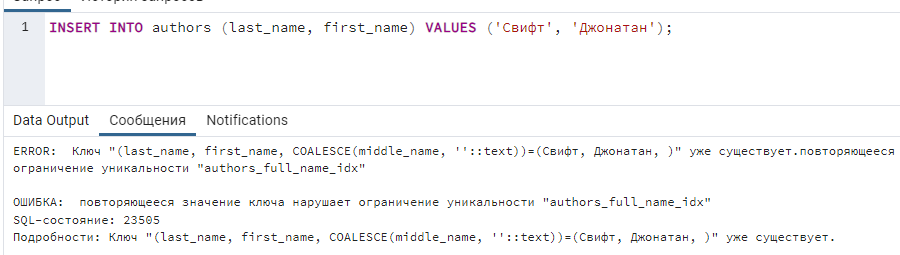 1 INSERT INTO authors (last_name, first_name) VALUES ('Свифт', 'Джонатан');
Data Output Сообщения Notifications
ERROR: Ключ "(last_name, first_name, COALESCE(middle_name, ''::text))=(Свифт, Джонатан, )" уже существует.повторяющееся
ограничение уникальности "authors_full_name_idx"
ОШИБКА: повторяющееся значение ключа нарушает ограничение уникальности "authors_full_name_idx"
SQL-состояние: 23505
Подробности: Ключ "(last_name, first_name, COALESCE(middle_name, ''::text))=(Свифт, Джонатан, )" уже существует.